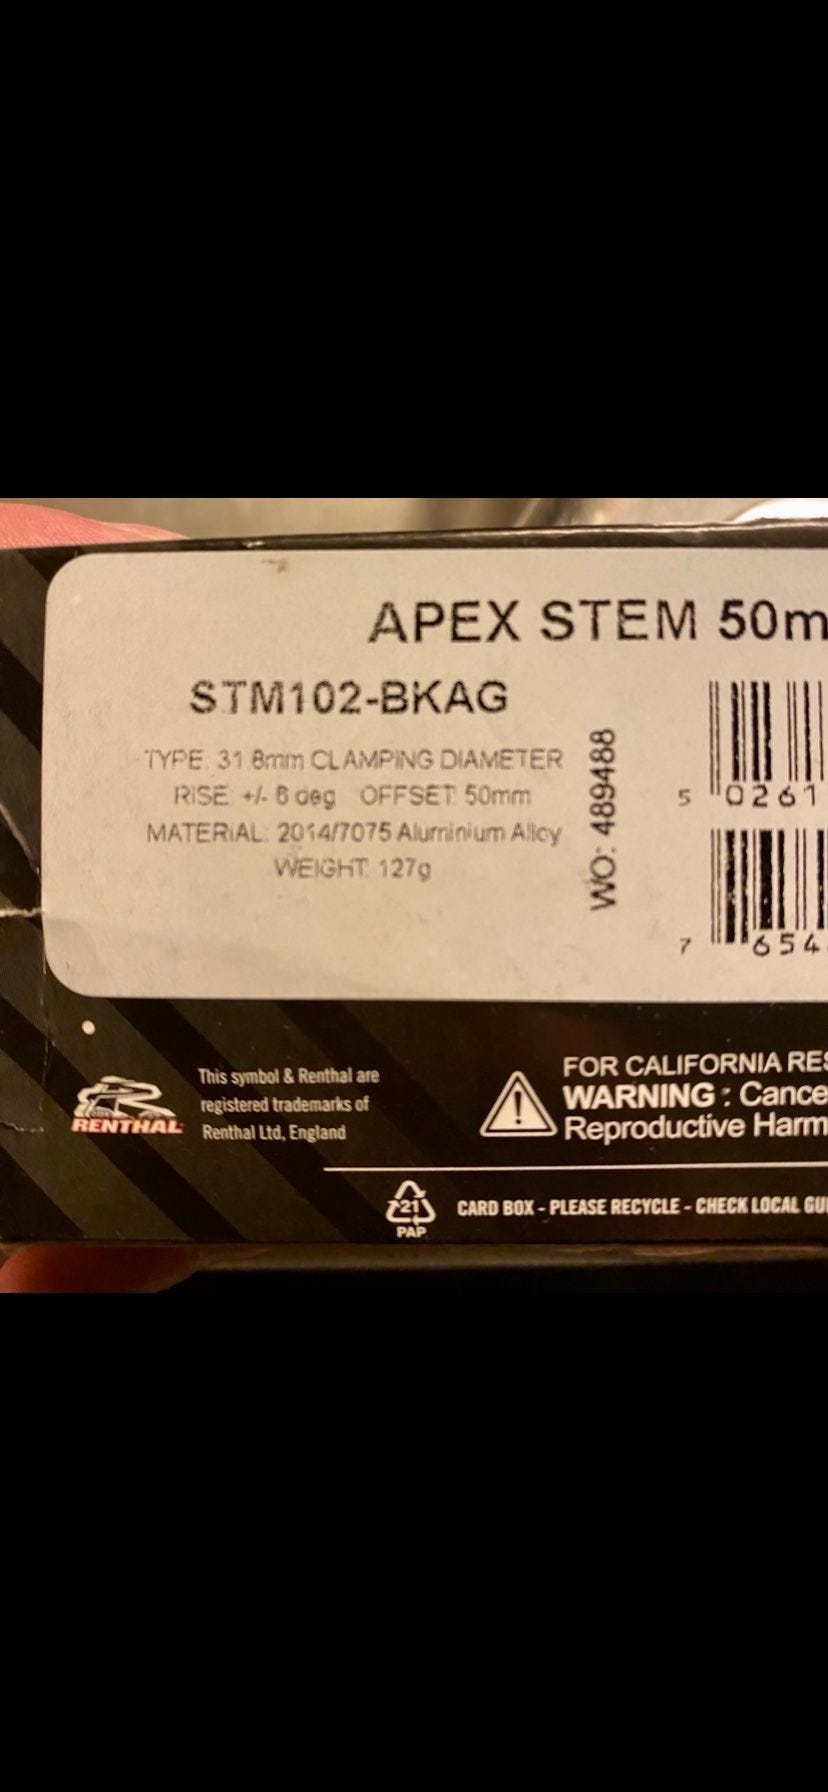 APEX STEM 50m
STM102-BKAG
TYPE: 31.8mm CLAMPING DIAMETER
RISE: +/- 6 deg OFFSET: 50mm
MATERIAL: 2014/7075 Aluminium Alloy
WEIGHT: 127g
WO: 489488
5 0261
7 654
RENTHAL
This symbol & Renthal are
registered trademarks of
Renthal Ltd, England
FOR CALIFORNIA RES
WARNING : Cance
Reproductive Harm
21
PAP
CARD BOX - PLEASE RECYCLE - CHECK LOCAL GUI